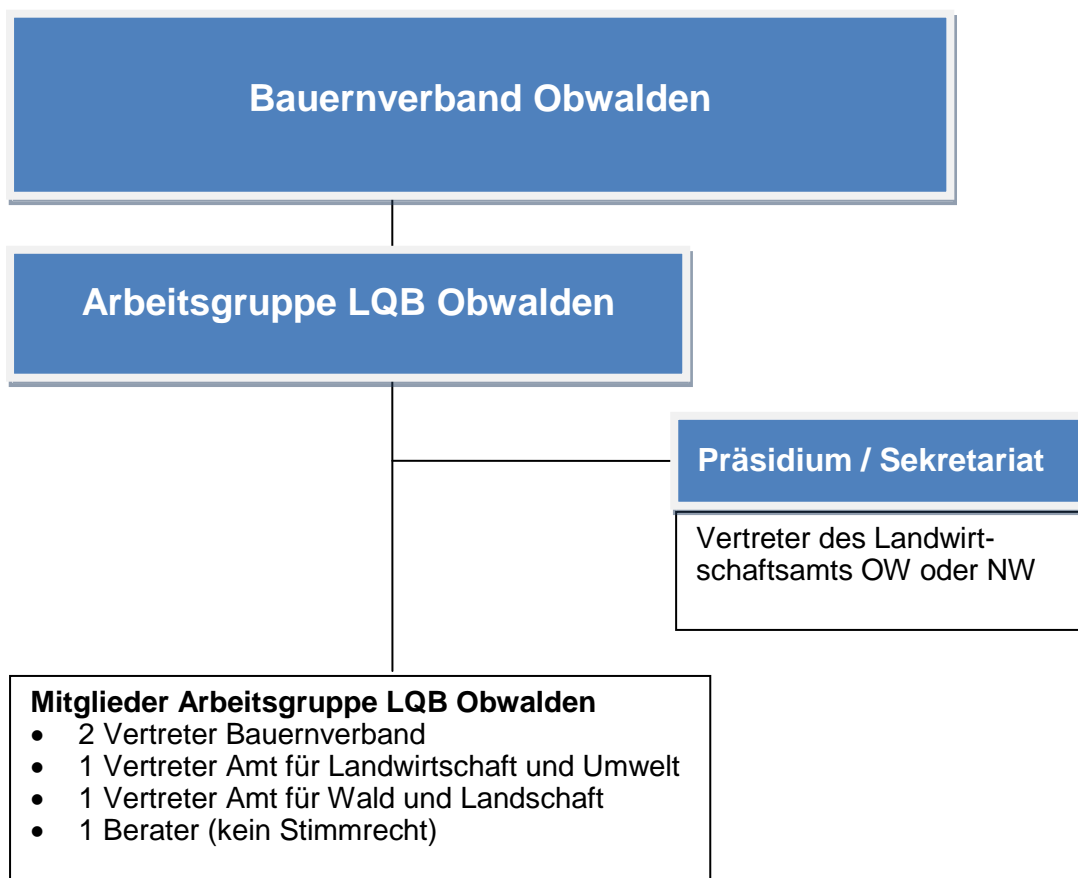 Bauernverband Obwalden
Arbeitsgruppe LQB Obwalden
Präsidium / Sekretariat
Vertreter des Landwirt-
schaftsamts OW oder NW
Mitglieder Arbeitsgruppe LQB Obwalden
• 2 Vertreter Bauernverband
• 1 Vertreter Amt für Landwirtschaft und Umwelt
• 1 Vertreter Amt für Wald und Landschaft
• 1 Berater (kein Stimmrecht)